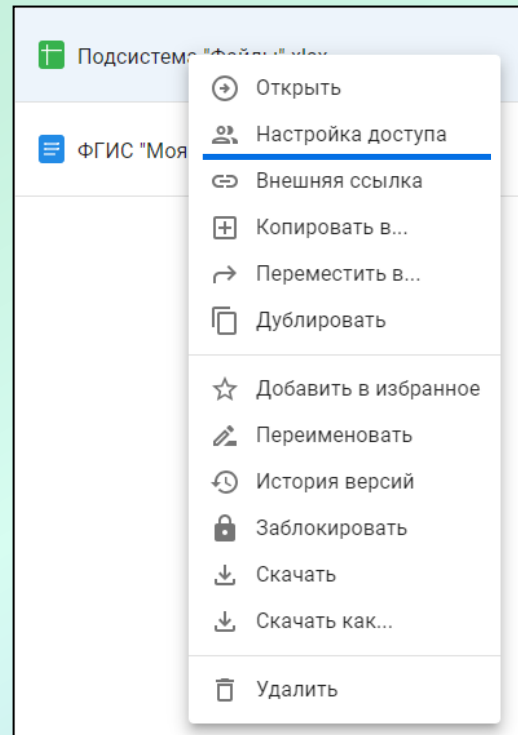 Подсистема "Файлы".xlsx
Открыть
Настройка доступа
ФГИС "Моя
Внешняя ссылка
Копировать в...
Переместить в...
Дублировать
Добавить в избранное
Переименовать
История версий
Заблокировать
Скачать
Скачать как...
Удалить